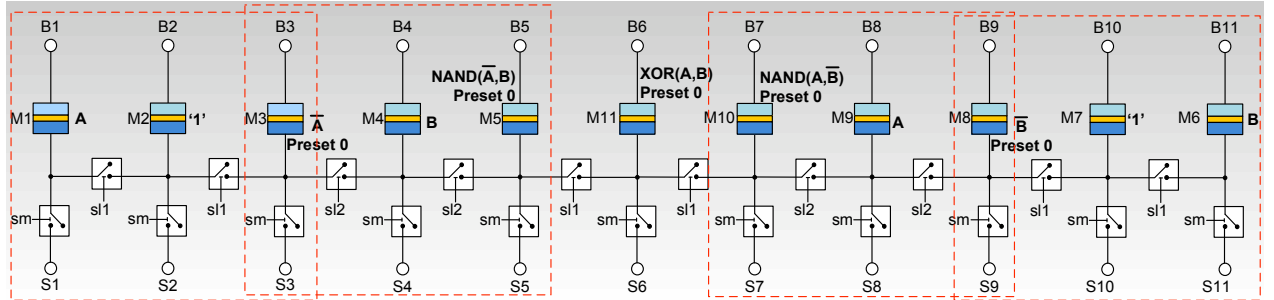 B1 B2 B3 B4 B5 B6 B7 B8 B9 B10 B11
NAND(A̅,B)
Preset 0
XOR(A,B)
Preset 0
NAND(A,B̅)
Preset 0
M1 A M2 '1' M3 A̅ M4 B M5 M11 M10 M9 A M8 B̅ M7 '1' M6 B
Preset 0 Preset 0
sl1 sl1 sl2 sl2 sl1 sl1 sl2 sl2 sl1 sl1
sm sm sm sm sm sm sm sm sm sm sm
S1 S2 S3 S4 S5 S6 S7 S8 S9 S10 S11